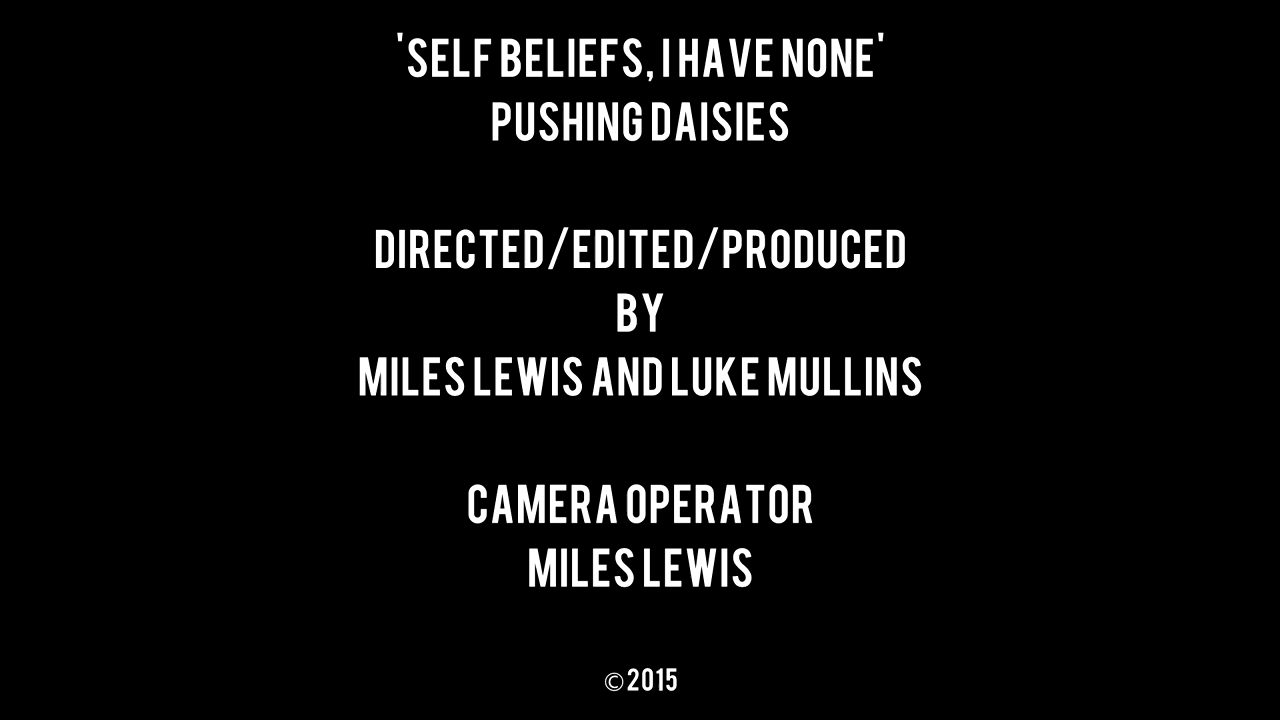 'SELF BELIEFS, I HAVE NONE'
PUSHING DAISIES
DIRECTED/EDITED/PRODUCED
BY
MILES LEWIS AND LUKE MULLINS
CAMERA OPERATOR
MILES LEWIS
©2015